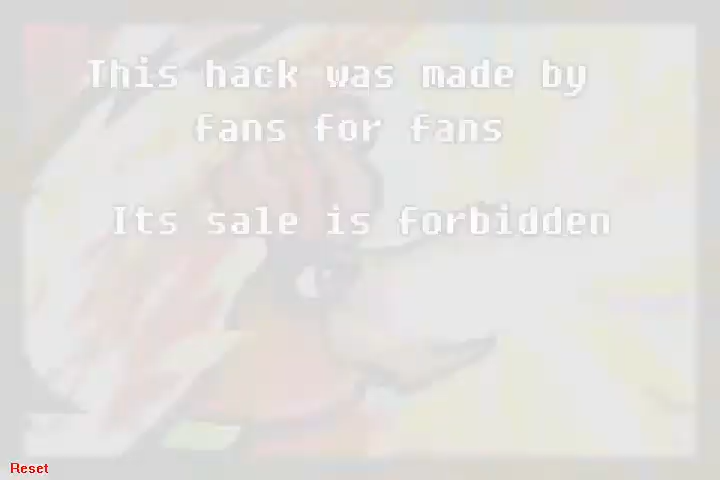 This hack was made by
fans for fans
Its sale is forbidden
Reset